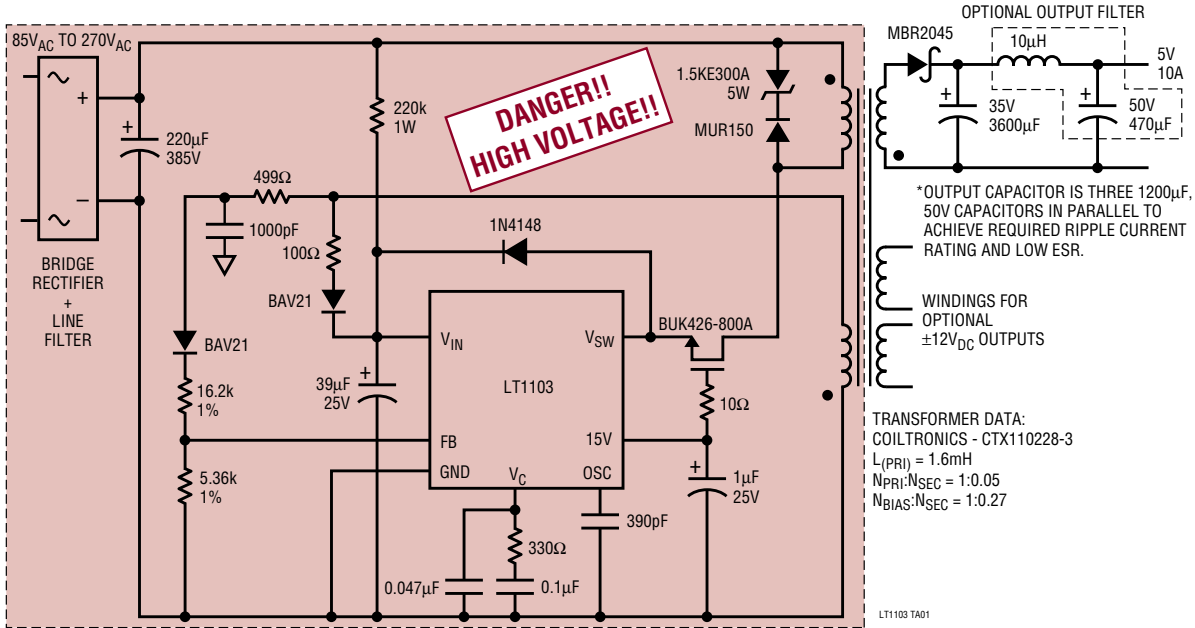 85VAC TO 270VAC
+
−
+
220µF
385V
BRIDGE
RECTIFIER
+
LINE
FILTER
220k
1W
DANGER!!
HIGH VOLTAGE!!
1.5KE300A
5W
MUR150
499Ω
1000pF
100Ω
BAV21
1N4148
BAV21
16.2k
1%
5.36k
1%
+
39µF
25V
VIN
VSW
LT1103
FB
15V
GND
VC
OSC
BUK426-800A
10Ω
+
1µF
25V
390pF
330Ω
0.047µF
0.1µF
OPTIONAL OUTPUT FILTER
MBR2045
10µH
5V
10A
+
35V
3600µF
+
50V
470µF
*OUTPUT CAPACITOR IS THREE 1200µF,
50V CAPACITORS IN PARALLEL TO
ACHIEVE REQUIRED RIPPLE CURRENT
RATING AND LOW ESR.
WINDINGS FOR
OPTIONAL
±12VDC OUTPUTS
TRANSFORMER DATA:
COILTRONICS - CTX110228-3
L(PRI) = 1.6mH
NPRI:NSEC = 1:0.05
NBIAS:NSEC = 1:0.27
LT1103 TA01